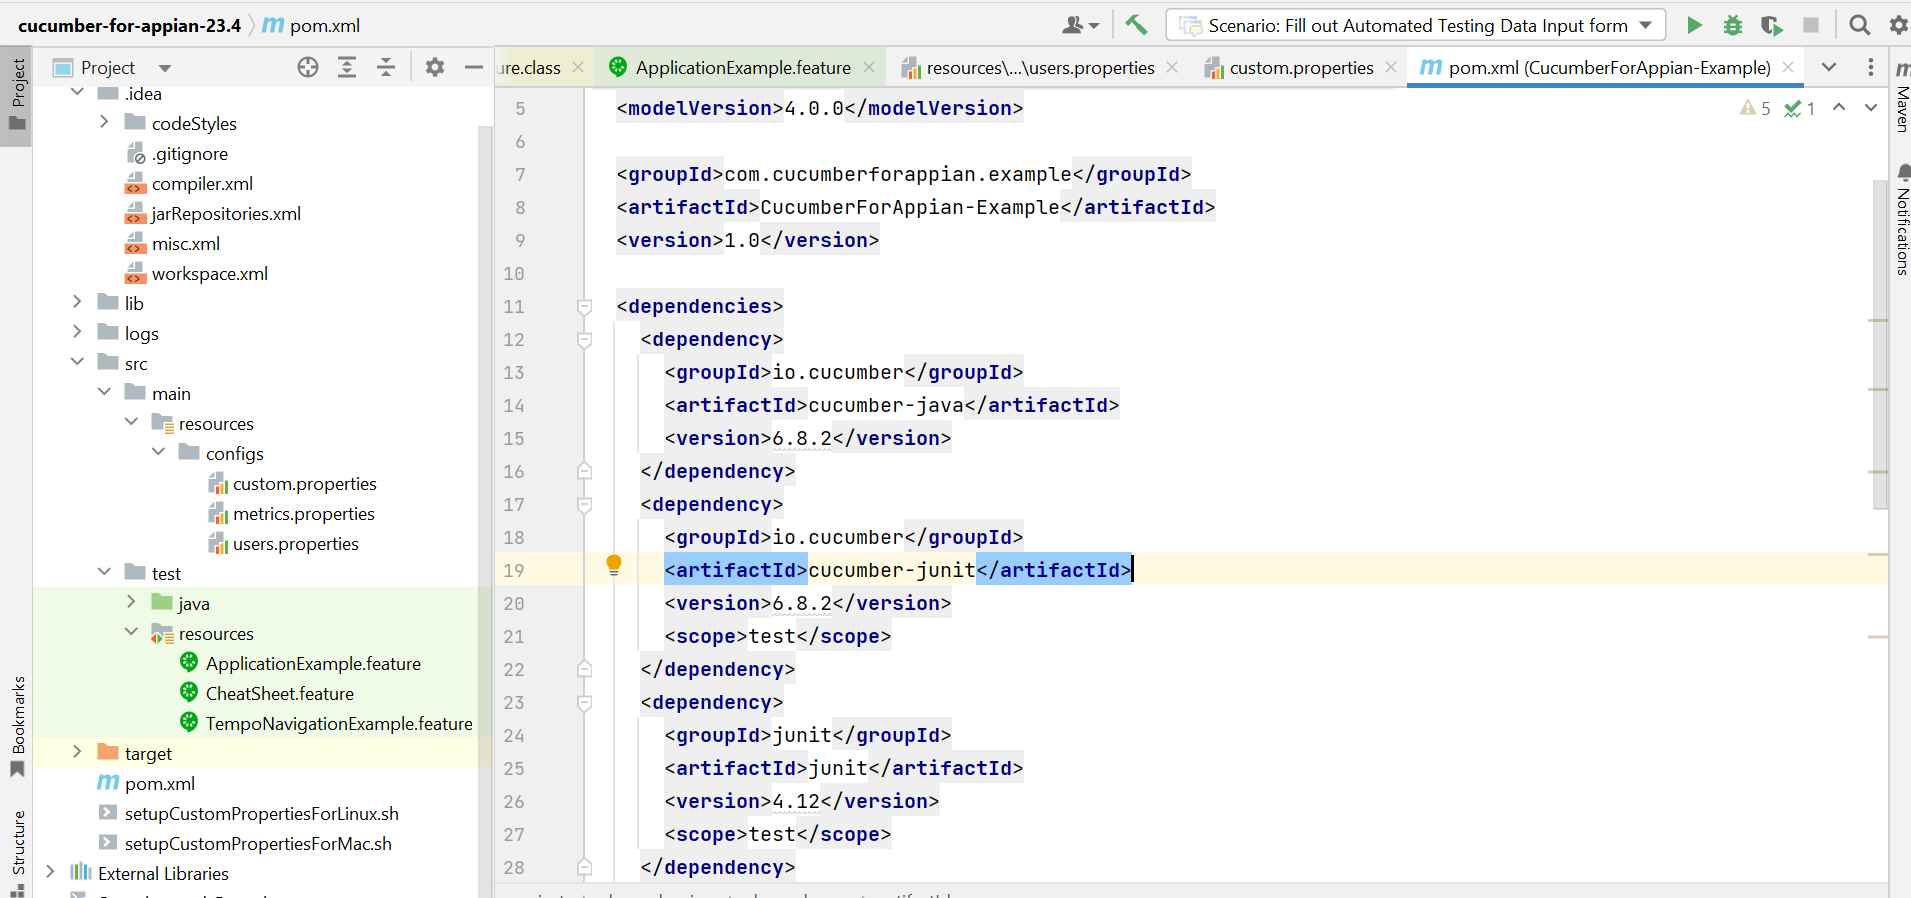 cucumber-for-appian-23.4 pom.xml
Scenario: Fill out Automated Testing Data Input form
Project
Project
ure.class
ApplicationExample.feature
resources\...\users.properties
custom.properties
pom.xml (CucumberForAppian-Example)
.idea
codeStyles
.gitignore
compiler.xml
jarRepositories.xml
misc.xml
workspace.xml
lib
logs
src
main
resources
configs
custom.properties
metrics.properties
users.properties
test
java
resources
ApplicationExample.feature
CheatSheet.feature
TempoNavigationExample.feature
target
pom.xml
setupCustomPropertiesForLinux.sh
setupCustomPropertiesForMac.sh
External Libraries
Bookmarks
Structure
5 <modelVersion>4.0.0</modelVersion>
6
7 <groupId>com.cucumberforappian.example</groupId>
8 <artifactId>CucumberForAppian-Example</artifactId>
9 <version>1.0</version>
10
11 <dependencies>
12 <dependency>
13 <groupId>io.cucumber</groupId>
14 <artifactId>cucumber-java</artifactId>
15 <version>6.8.2</version>
16 </dependency>
17 <dependency>
18 <groupId>io.cucumber</groupId>
19 <artifactId>cucumber-junit</artifactId>
20 <version>6.8.2</version>
21 <scope>test</scope>
22 </dependency>
23 <dependency>
24 <groupId>junit</groupId>
25 <artifactId>junit</artifactId>
26 <version>4.12</version>
27 <scope>test</scope>
28 </dependency>
5 1
Maven
Notifications